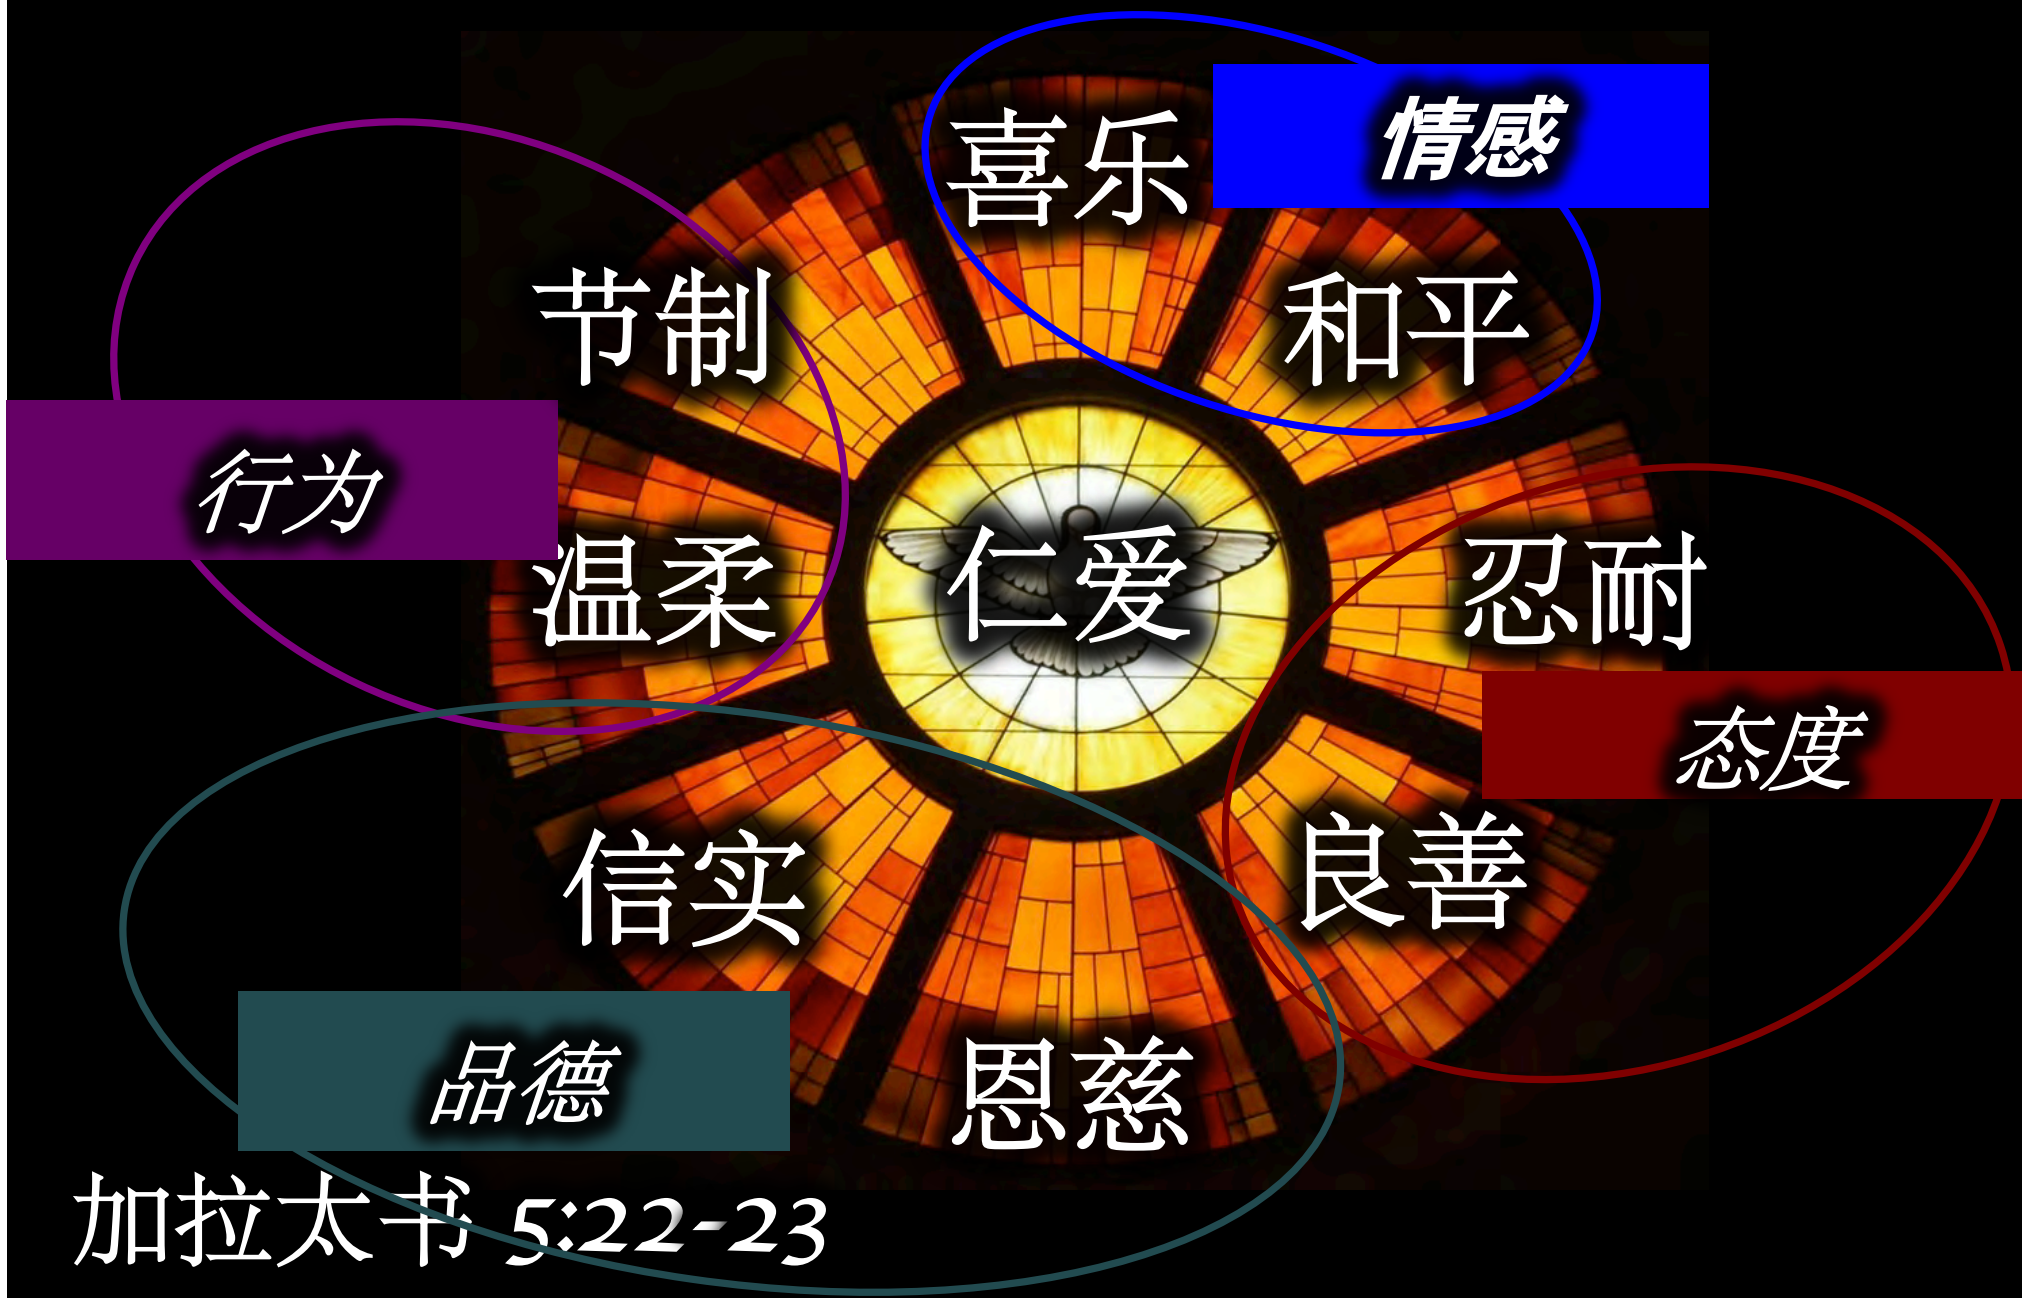 喜乐
情感
节制
和平
行为
温柔
仁爱
忍耐
态度
信实
良善
品德
恩慈
加拉太书 5:22-23